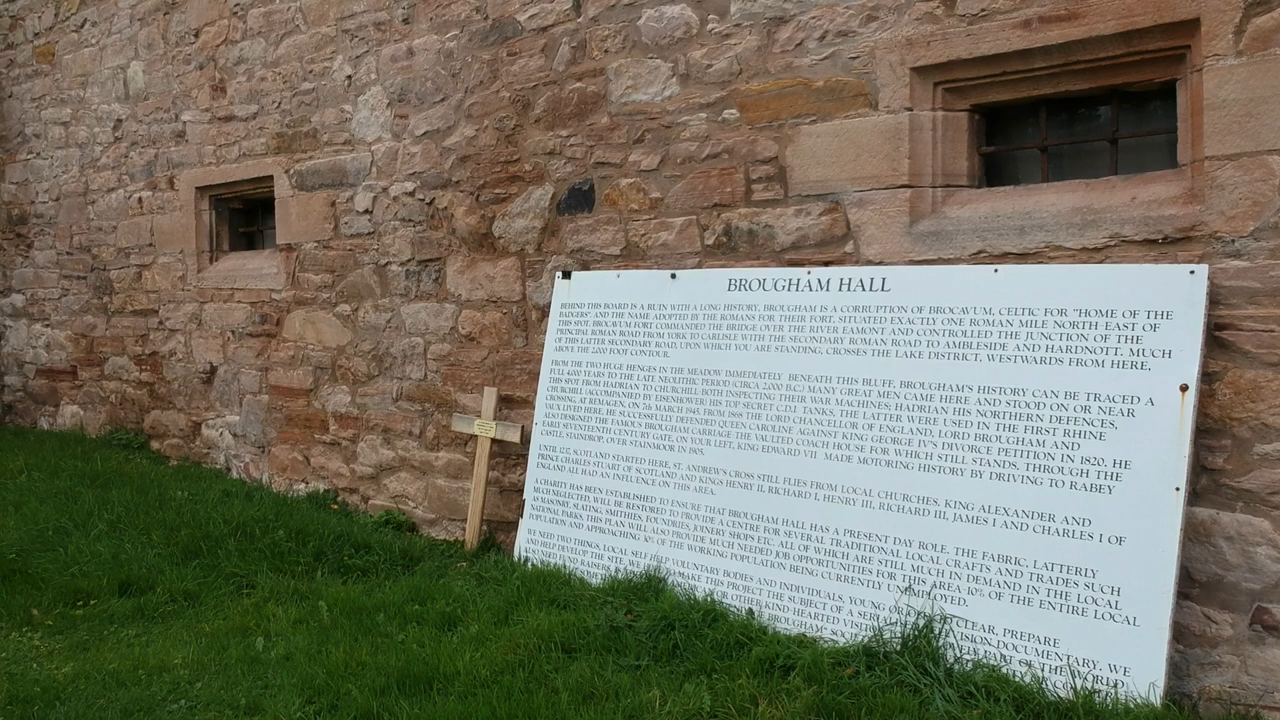 BROUGHAM HALL
BEHIND THIS BOARD IS A RUIN WITH A LONG HISTORY, BROUGHAM IS A CORRUPTION OF BROCAVUM, CELTIC FOR "HOME OF THE
BADGERS". AND THE NAME ADOPTED BY THE ROMANS FOR THEIR FORT, SITUATED EXACTLY ONE ROMAN MILE NORTH-EAST OF
THIS SPOT. BROCAVUM FORT COMMANDED THE BRIDGE OVER THE RIVER EAMONT AND CONTROLLED THE JUNCTION OF THE
PRINCIPAL ROMAN ROAD FROM YORK TO CARLISLE WITH THE SECONDARY ROMAN ROAD TO AMBLESIDE AND HARDNOTT. MUCH
OF THIS LATTER SECONDARY ROAD, UPON WHICH YOU ARE STANDING, CROSSES THE LAKE DISTRICT, WESTWARDS FROM HERE,
ABOVE THE 2,000 FOOT CONTOUR.
FROM THE TWO HUGE HENGES IN THE MEADOW IMMEDIATELY BENEATH THIS BLUFF, BROUGHAM'S HISTORY CAN BE TRACED A
FULL 4,000 YEARS TO THE LATE NEOLITHIC PERIOD (CIRCA 2,000 B.C.) MANY GREAT MEN CAME HERE AND STOOD ON OR NEAR
THIS SPOT FROM HADRIAN TO CHURCHILL-BOTH INSPECTING THEIR WAR MACHINES; HADRIAN HIS NORTHERN DEFENCES,
CHURCHILL (ACCOMPANIED BY EISENHOWER) HIS TOP SECRET C.D.L TANKS, THE LATTER WERE USED IN THE FIRST RHINE
CROSSING, AT REMAGEN, ON 7th MARCH 1945. FROM 1868 THE LORD CHANCELLOR OF ENGLAND, LORD BROUGHAM AND
VAUX LIVED HERE, HE SUCCESSFULLY DEFENDED QUEEN CAROLINE AGAINST KING GEORGE IV'S DIVORCE PETITION IN 1820. HE
ALSO DESIGNED THE FAMOUS BROUGHAM CARRIAGE THE VAULTED COACH HOUSE FOR WHICH STILL STANDS, THROUGH THE
EARLY SEVENTEENTH CENTURY GATE, ON YOUR LEFT, KING EDWARD VII MADE MOTORING HISTORY BY DRIVING TO RABEY
CASTLE, STAINDROP, OVER STAINMOOR IN 1905.
UNTIL 1237, SCOTLAND STARTED HERE, ST. ANDREW'S CROSS STILL FLIES FROM LOCAL CHURCHES, KING ALEXANDER AND
PRINCE CHARLES STUART OF SCOTLAND AND KINGS HENRY II, RICHARD I, HENRY III, RICHARD III, JAMES I AND CHARLES I OF
ENGLAND ALL HAD AN INFLUENCE ON THIS AREA.
A CHARITY HAS BEEN ESTABLISHED TO ENSURE THAT BROUGHAM HALL HAS A PRESENT DAY ROLE. THE FABRIC, LATTERLY
MUCH NEGLECTED, WILL BE RESTORED TO PROVIDE A CENTRE FOR SEVERAL TRADITIONAL LOCAL CRAFTS AND TRADES SUCH
AS MASONRY, SLATING, SMITHIES, FOUNDRIES, JOINERY SHOPS ETC. ALL OF WHICH ARE STILL MUCH IN DEMAND IN THE LOCAL
NATIONAL PARKS, THIS PLAN WILL ALSO PROVIDE MUCH NEEDED JOB OPPORTUNITIES FOR THIS AREA-10% OF THE ENTIRE LOCAL
POPULATION AND APPROACHING 30% OF THE WORKING POPULATION BEING CURRENTLY UNEMPLOYED.
WE NEED TWO THINGS, LOCAL SELF HELP VOLUNTARY BODIES AND INDIVIDUALS, YOUNG OR CLEAR, PREPARE
AND HELP DEVELOP THE SITE, WE MAKE THIS PROJECT THE SUBJECT OF A VISION DOCUMENTARY. WE
NEED FUND RAISERS OR OTHER KIND-HEARTED PART OF THE WORLD
BROUGHAM